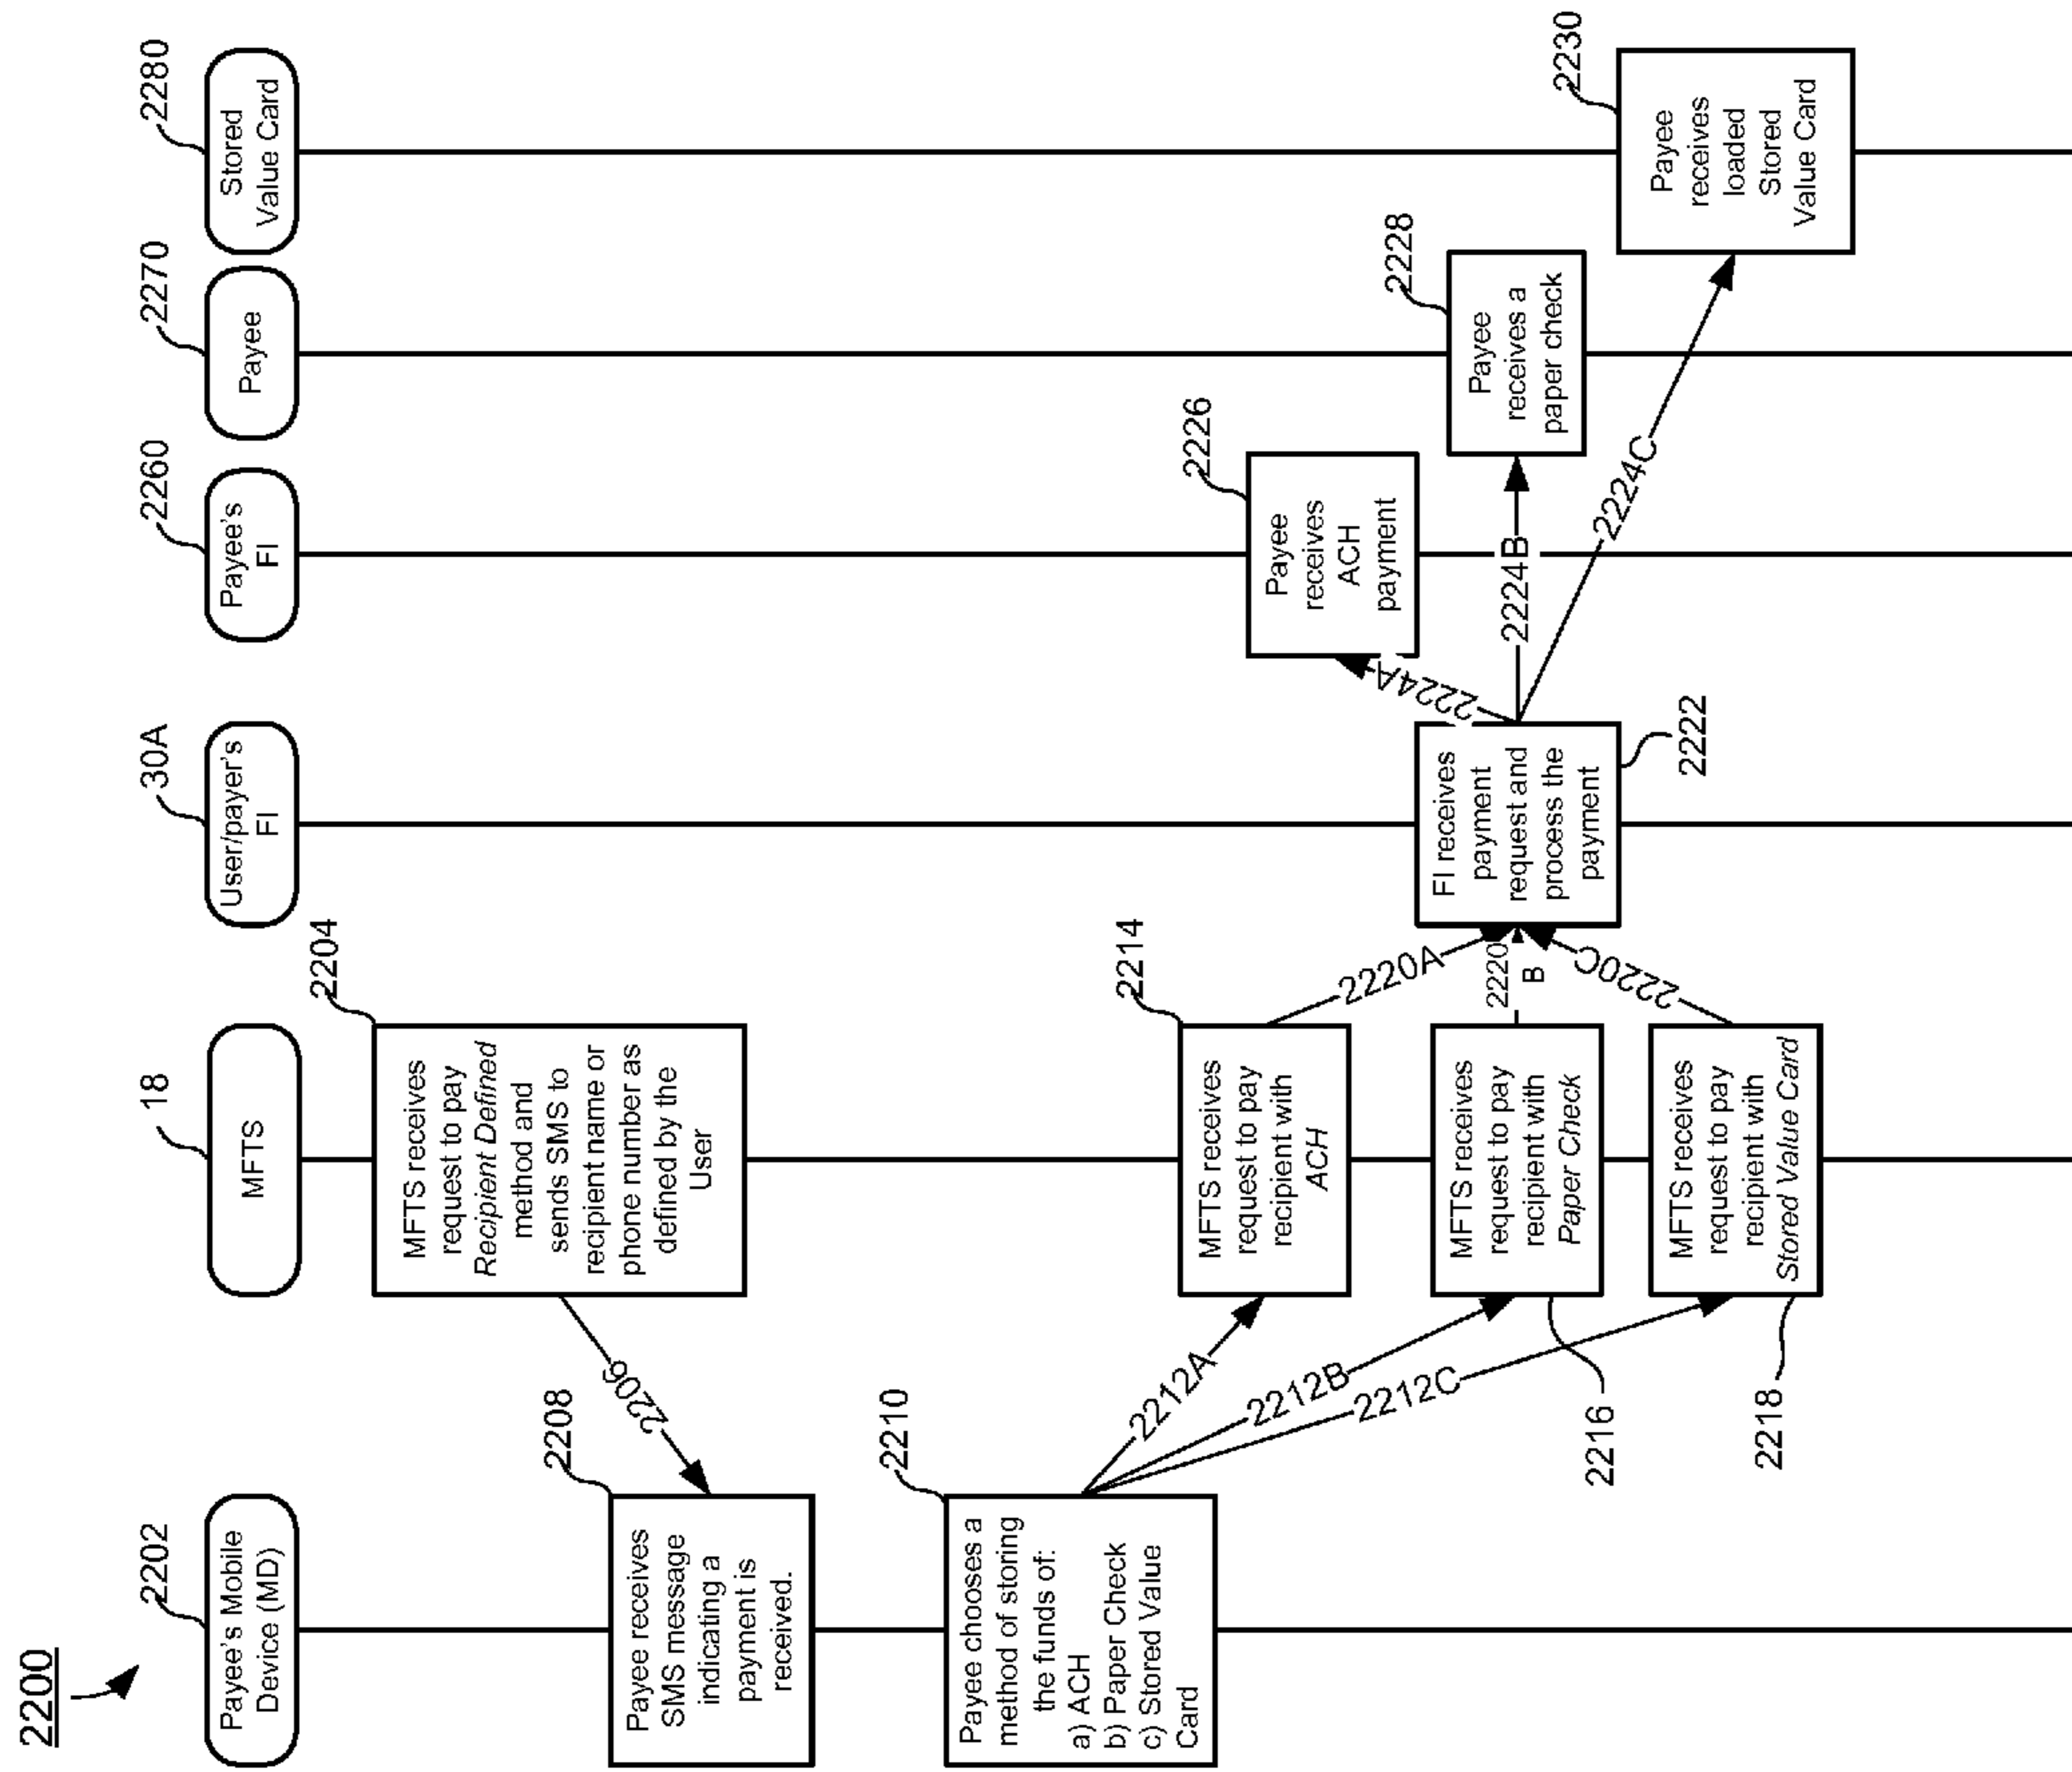 2200
2202
Payee's Mobile
Device (MD)
18
MFTS
30A
User/payer's
FI
2260
Payee's
FI
2270
Payee
2280
Stored
Value Card
2204
MFTS receives
request to pay
Recipient Defined
method and
sends SMS to
recipient name or
phone number as
defined by the
User
2206
2208
Payee receives
SMS message
indicating a
payment is
received.
2210
Payee chooses a
method of storing
the funds of:
a) ACH
b) Paper Check
c) Stored Value
Card
2212A
2212B
2212C
2214
MFTS receives
request to pay
recipient with
ACH
2216
MFTS receives
request to pay
recipient with
Paper Check
2218
MFTS receives
request to pay
recipient with
Stored Value Card
2220A
2220
B
2220C
2222
FI receives
payment
request and
process the
payment
2224A
2224B
2224C
2226
Payee
receives
ACH
payment
2228
Payee
receives a
paper check
2230
Payee
receives
loaded
Stored
Value Card